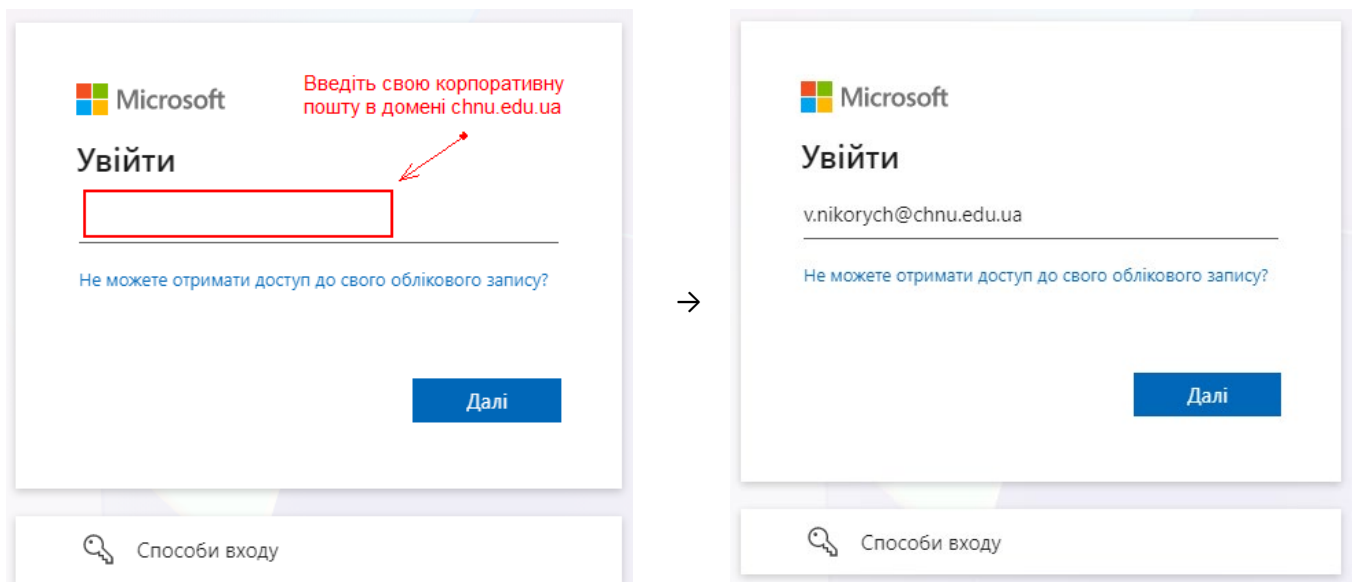 Microsoft
Введіть свою корпоративну
пошту в домені chnu.edu.ua
Увійти
Не можете отримати доступ до свого облікового запису?
Далі
Способи входу
→
Microsoft
Увійти
v.nikorych@chnu.edu.ua
Не можете отримати доступ до свого облікового запису?
Далі
Способи входу